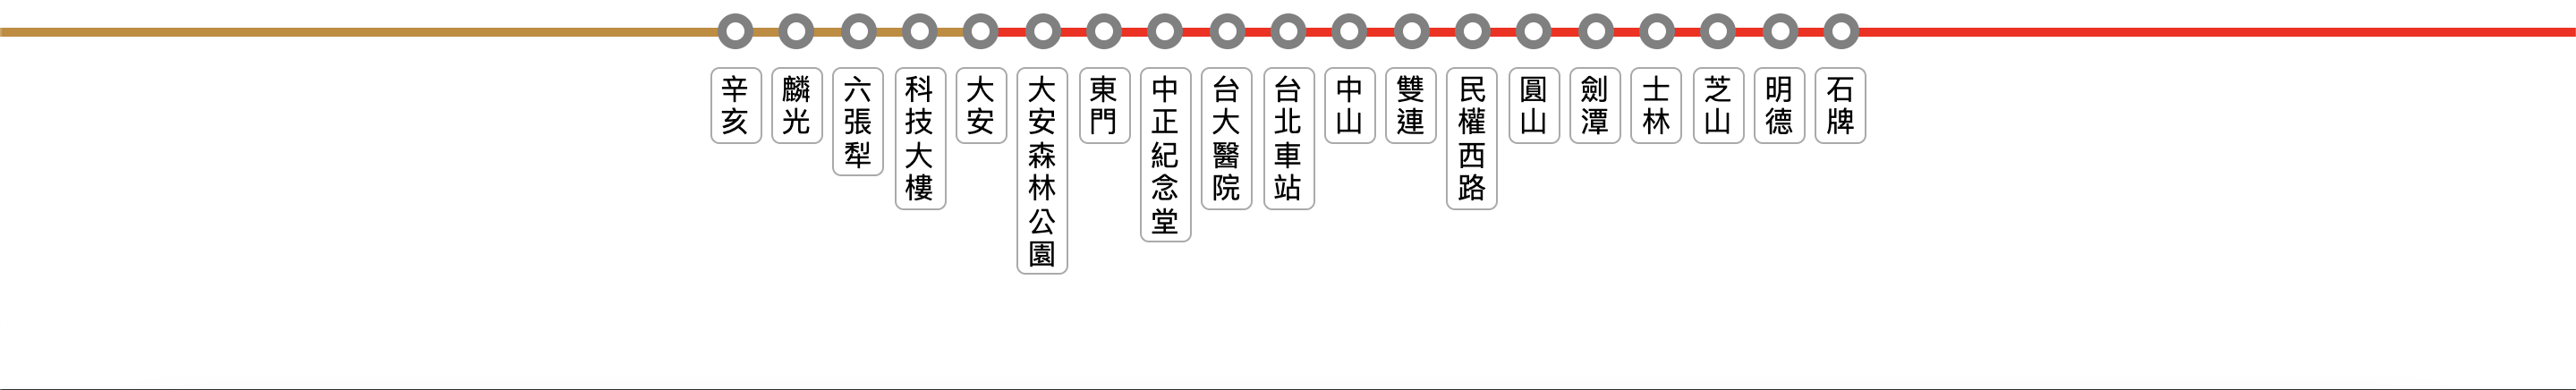 辛亥
麟光
六張犁
科技大樓
大安
大安森林公園
東門
中正紀念堂
台大醫院
台北車站
中山
雙連
民權西路
圓山
劍潭
士林
芝山
明德
石牌